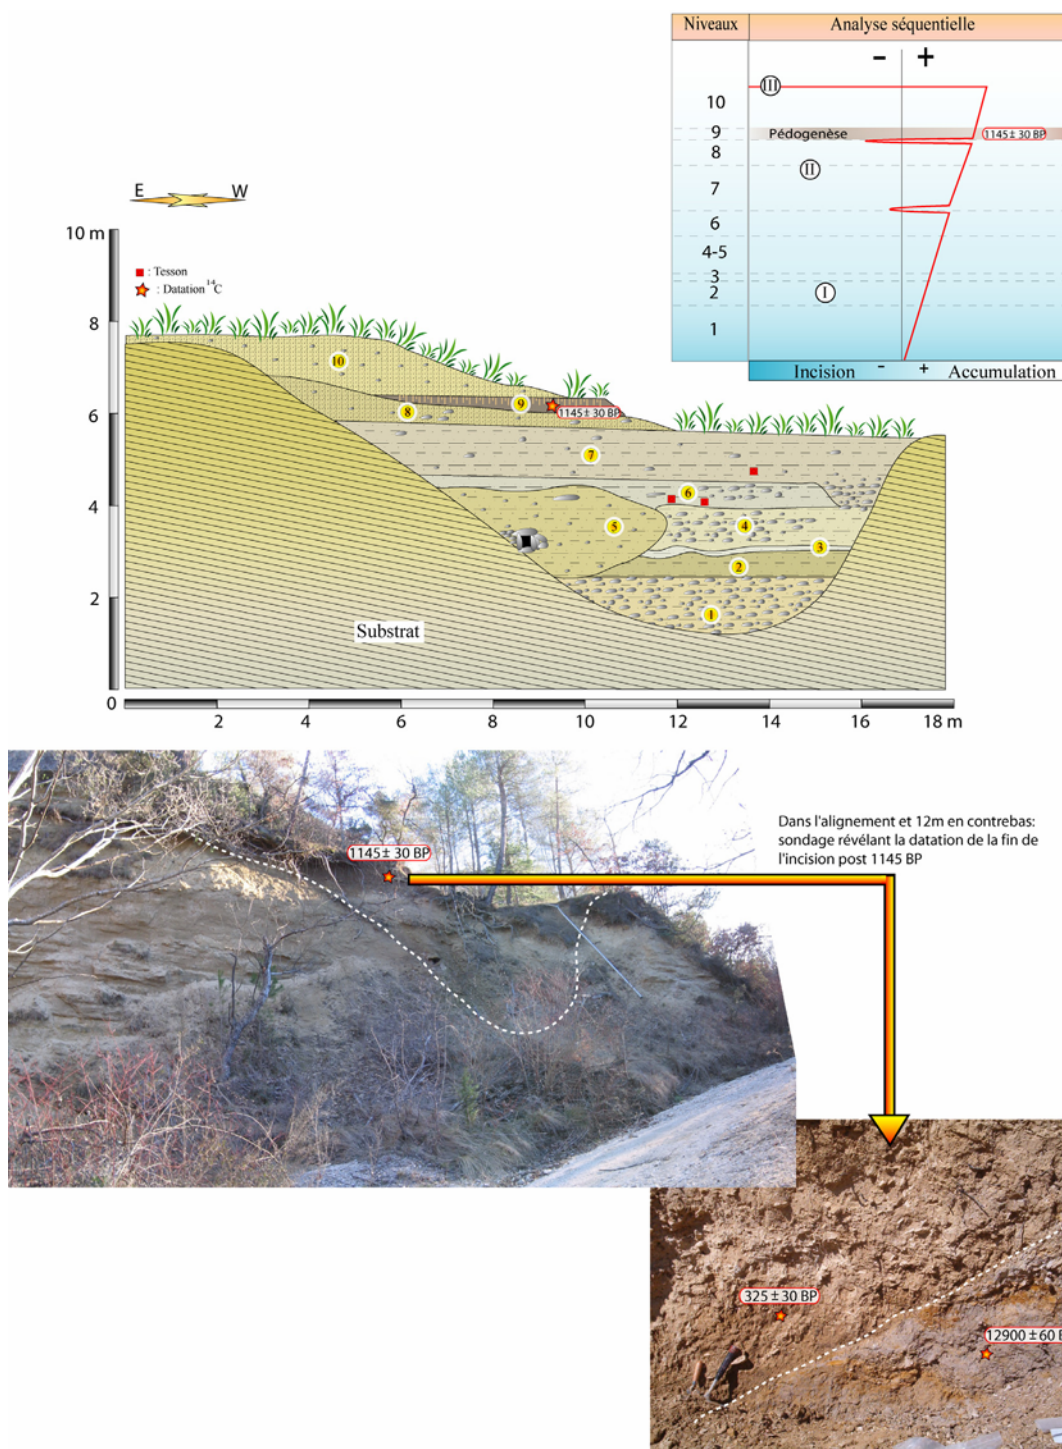 Niveaux
Analyse séquentielle
- +
III
10
9
Pédogenèse
1145± 30 BP
8
II
7
6
4-5
3
2
I
1
Incision - + Accumulation
E W
10 m
: Tesson
: Datation 14C
8
6
4
2
0
10
9
1145± 30 BP
8
7
6
5
4
3
2
1
Substrat
2 4 6 8 10 12 14 16 18 m
Dans l'alignement et 12m en contrebas:
sondage révélant la datation de la fin de
l'incision post 1145 BP
1145± 30 BP
325 ± 30 BP
12900 ± 60 B